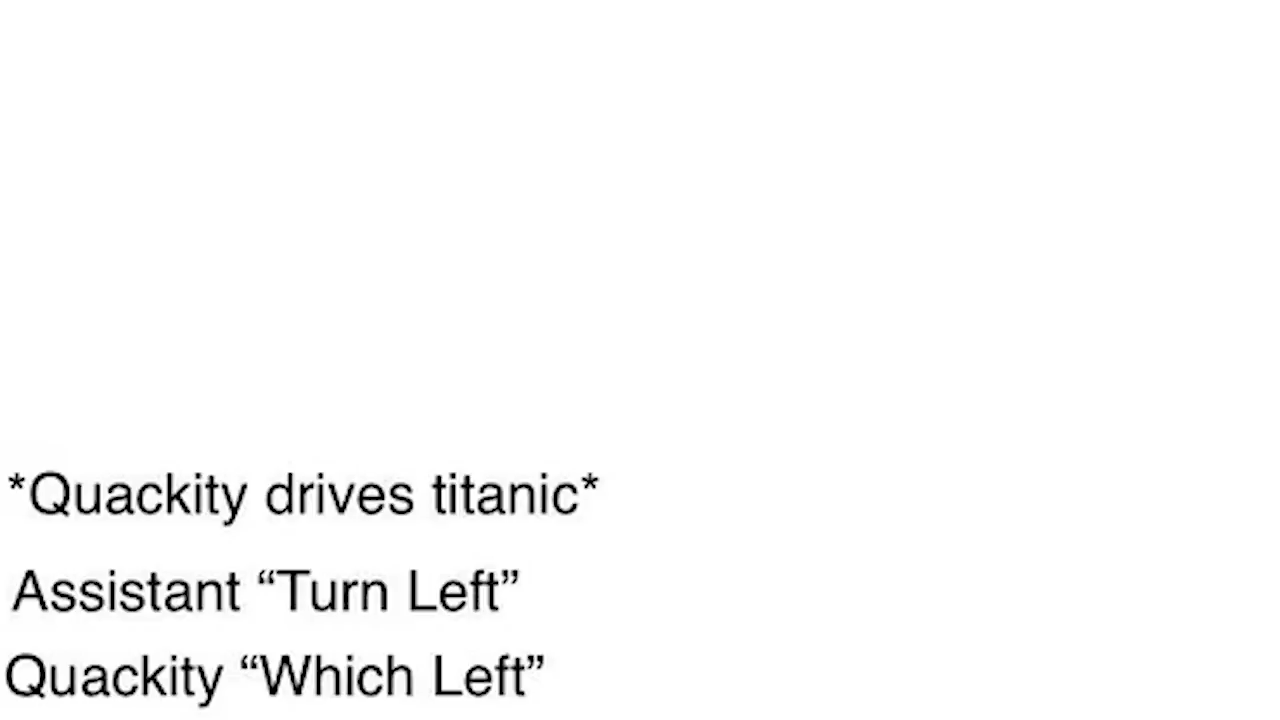 *Quackity drives titanic*
Assistant “Turn Left”
Quackity “Which Left”